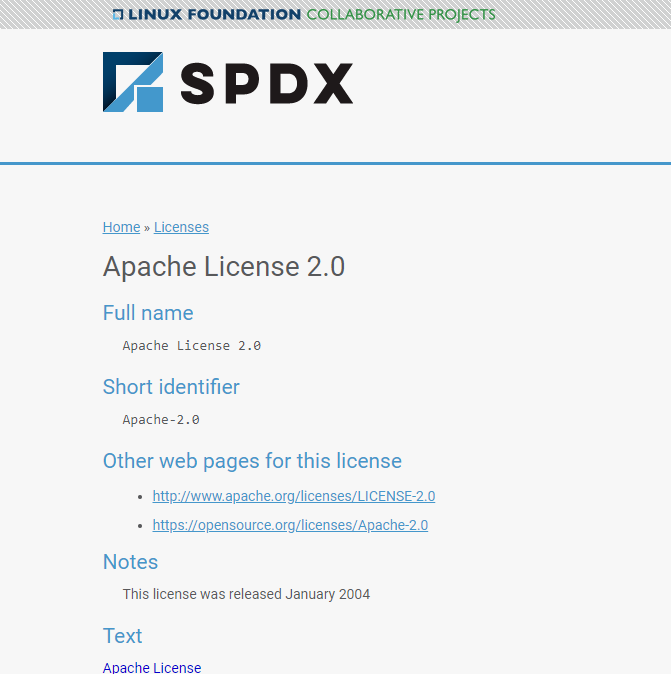 LINUX FOUNDATION COLLABORATIVE PROJECTS
SPDX
Home » Licenses
Apache License 2.0
Full name
Apache License 2.0
Short identifier
Apache-2.0
Other web pages for this license
• http://www.apache.org/licenses/LICENSE-2.0
• https://opensource.org/licenses/Apache-2.0
Notes
This license was released January 2004
Text
Apache License